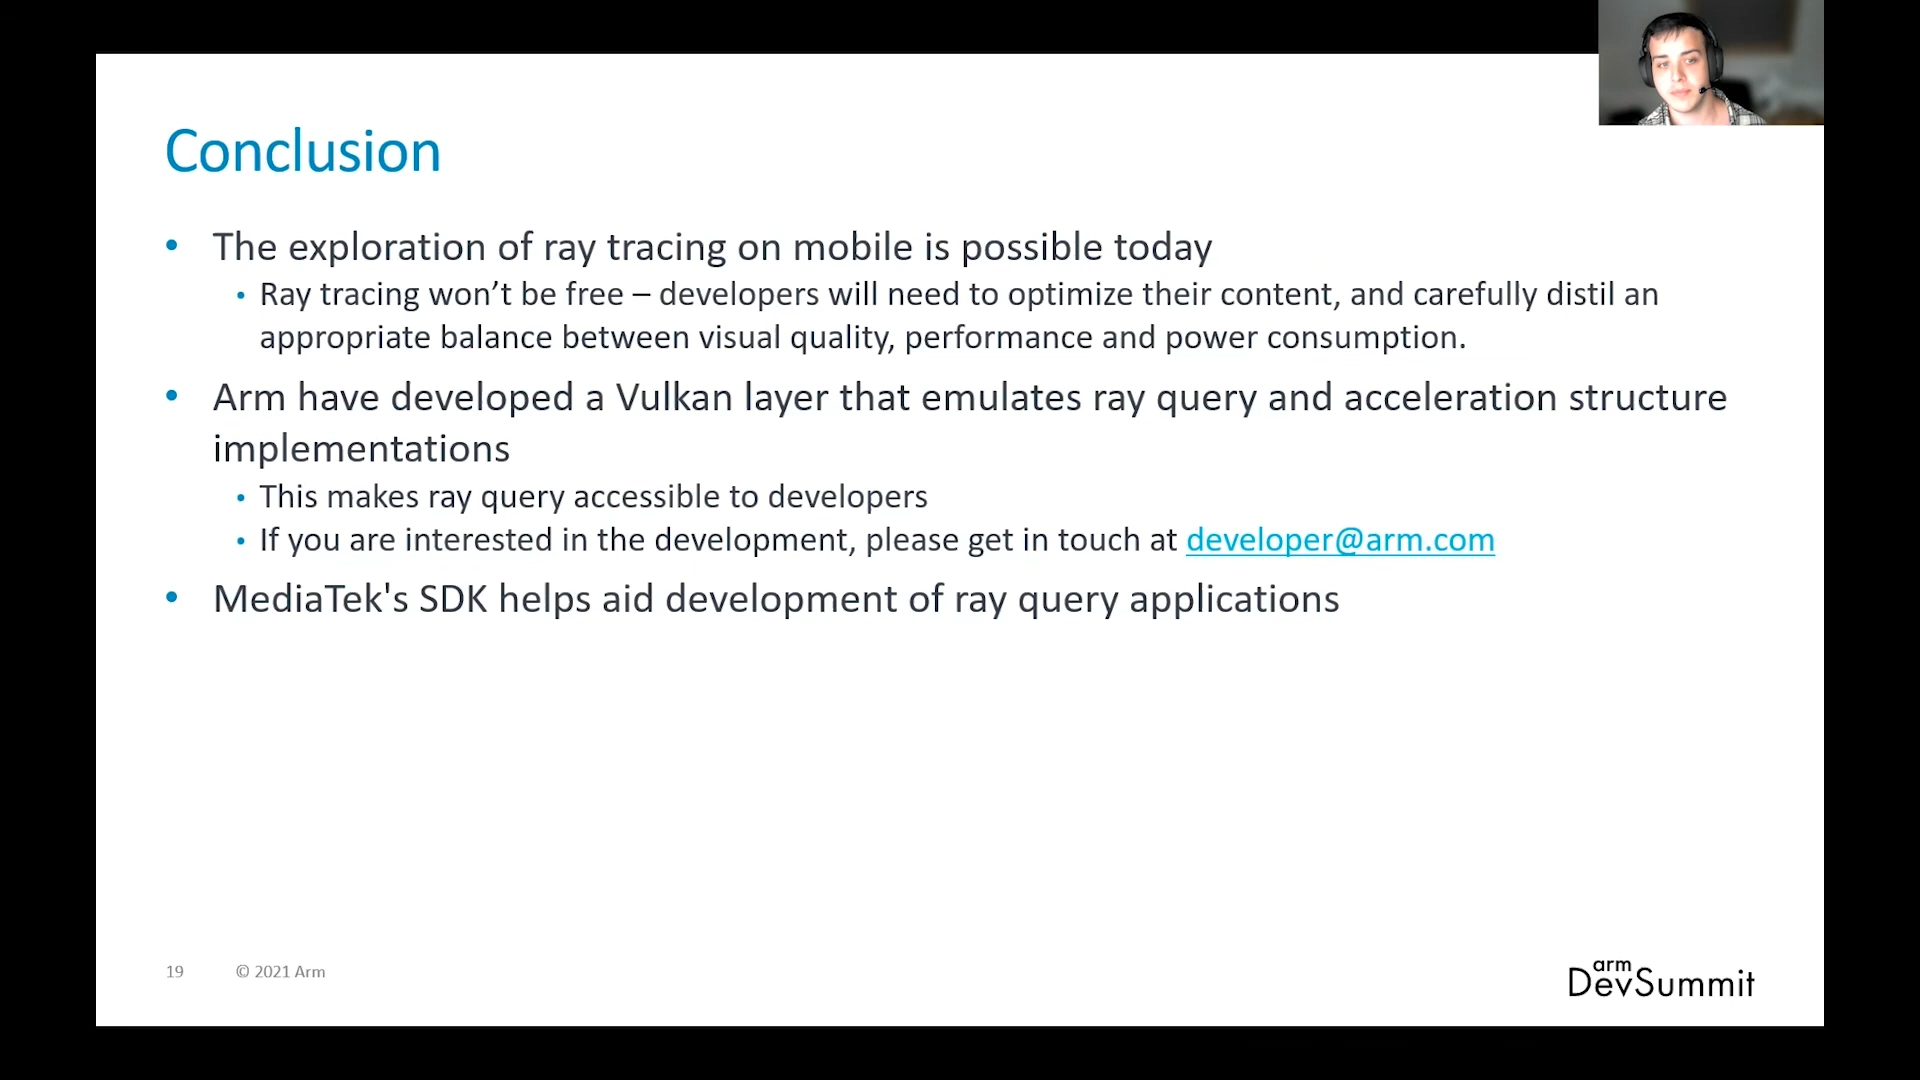 Conclusion
• The exploration of ray tracing on mobile is possible today
• Ray tracing won’t be free – developers will need to optimize their content, and carefully distil an
appropriate balance between visual quality, performance and power consumption.
• Arm have developed a Vulkan layer that emulates ray query and acceleration structure
implementations
• This makes ray query accessible to developers
• If you are interested in the development, please get in touch at developer@arm.com
• MediaTek's SDK helps aid development of ray query applications
19 © 2021 Arm
arm
DevSummit